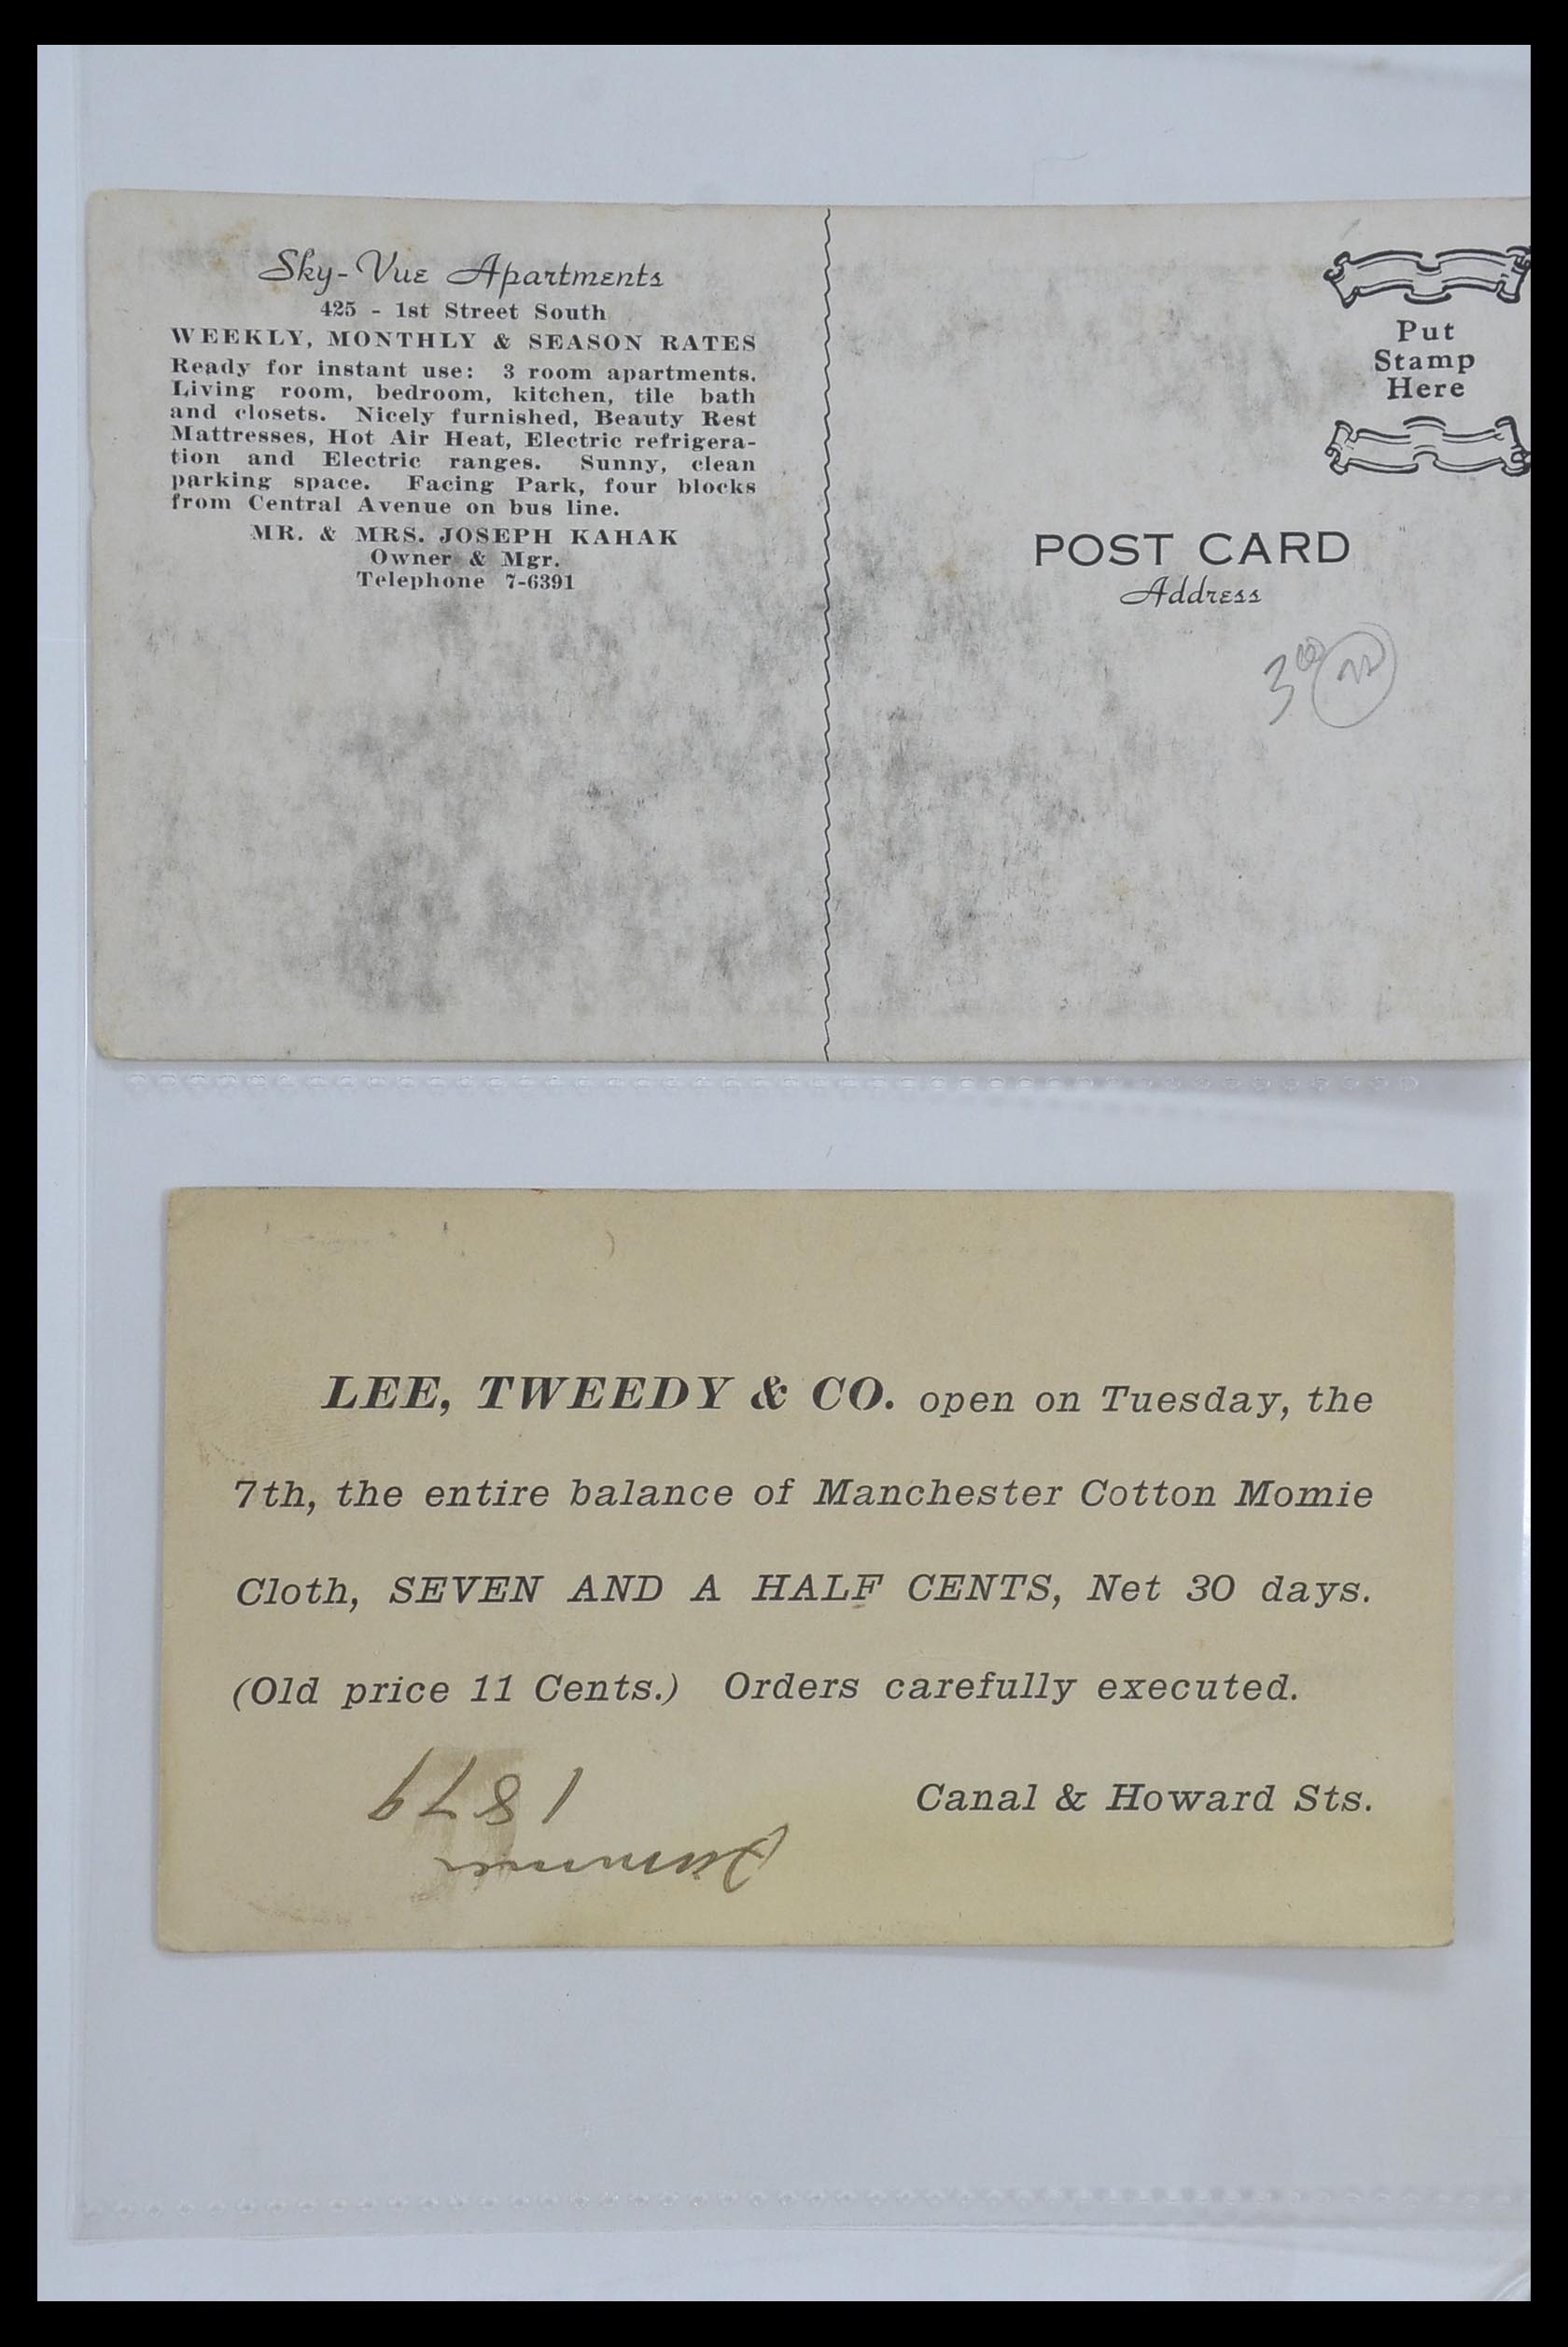 Sky-Vue Apartments
425 - 1st Street South
WEEKLY, MONTHLY & SEASON RATES
Ready for instant use: 3 room apartments.
Living room, bedroom, kitchen, tile bath
and closets. Nicely furnished, Beauty Rest
Mattresses, Hot Air Heat, Electric refrigera-
tion and Electric ranges. Sunny, clean
parking space. Facing Park, four blocks
from Central Avenue on bus line.
MR. & MRS. JOSEPH KAHAK
Owner & Mgr.
Telephone 7-6391
Put
Stamp
Here
POST CARD
Address
3 00
LEE, TWEEDY & CO. open on Tuesday, the
7th, the entire balance of Manchester Cotton Momie
Cloth, SEVEN AND A HALF CENTS, Net 30 days.
(Old price 11 Cents.) Orders carefully executed.
Canal & Howard Sts.
1879